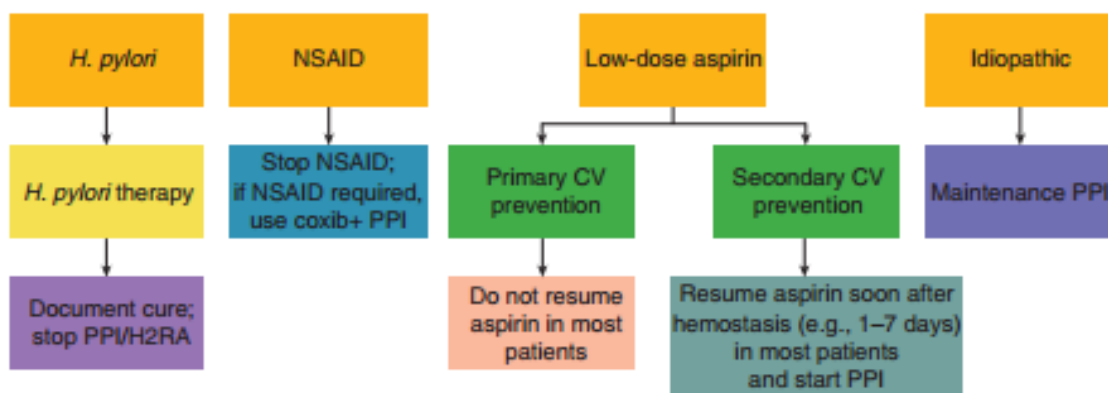 H. pylori
NSAID
Low-dose aspirin
Idiopathic
H. pylori therapy
Stop NSAID;
if NSAID required,
use coxib+ PPI
Primary CV
prevention
Secondary CV
prevention
Maintenance PPI
Document cure;
stop PPI/H2RA
Do not resume
aspirin in most
patients
Resume aspirin soon after
hemostasis (e.g., 1–7 days)
in most patients
and start PPI